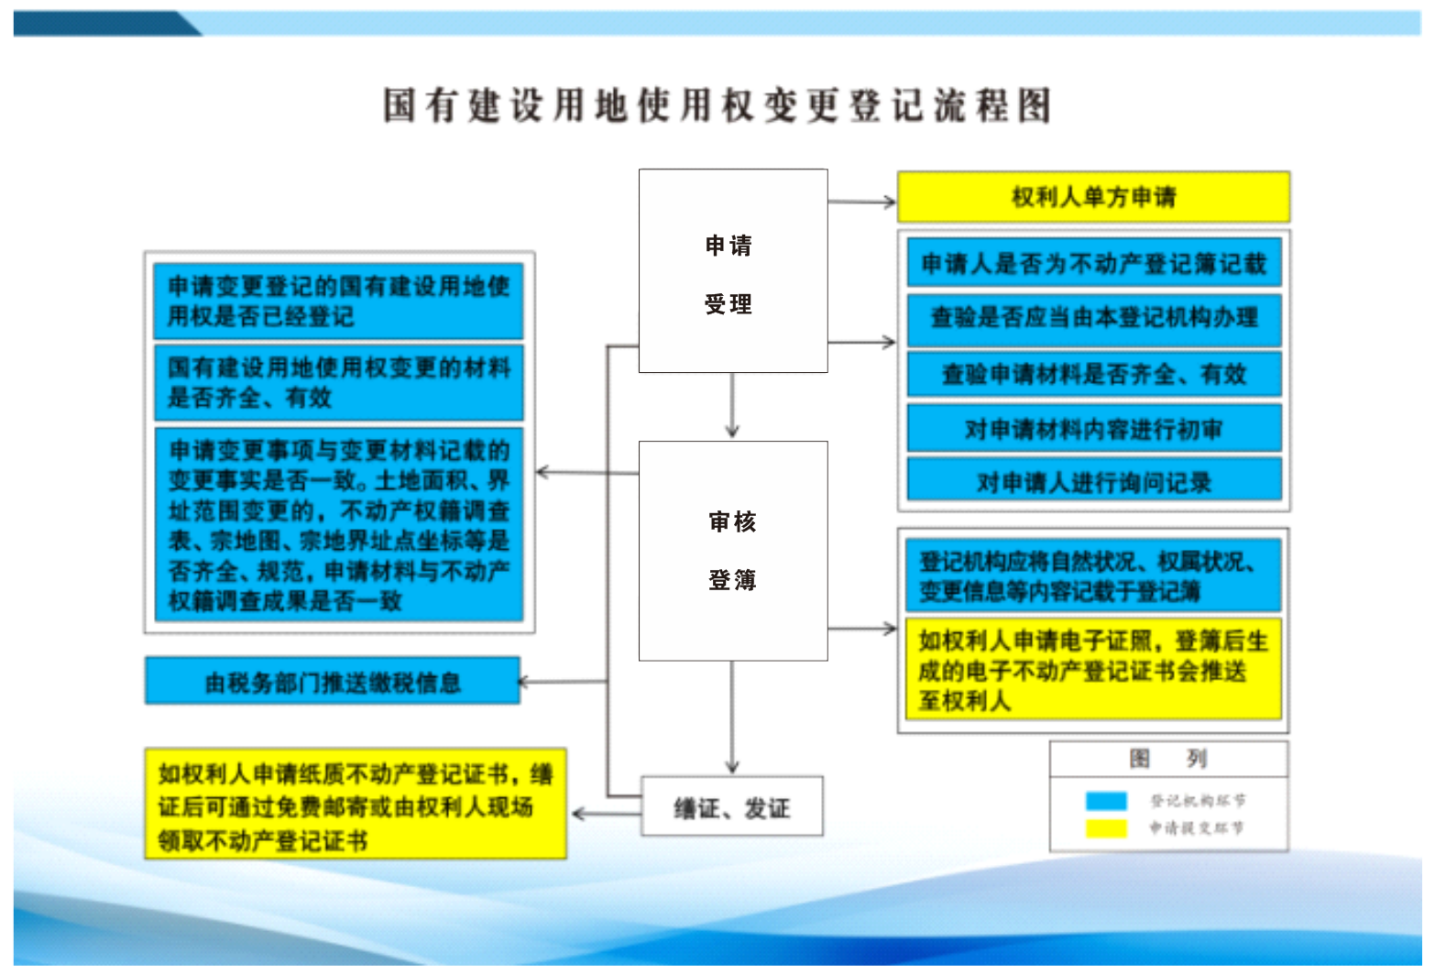 国有建设用地使用权变更登记流程图
申请
受理
权利人单方申请
申请人是否为不动产登记簿记载
查验是否应当由本登记机构办理
查验申请材料是否齐全、有效
对申请材料内容进行初审
对申请人进行询问记录
申请变更登记的国有建设用地使
用权是否已经登记
国有建设用地使用权变更的材料
是否齐全、有效
申请变更事项与变更材料记载的
变更事实是否一致。土地面积、界
址范围变更的，不动产权籍调查
表、宗地图、宗地界址点坐标等是
否齐全、规范，申请材料与不动产
权籍调查成果是否一致
审核
登簿
登记机构应将自然状况、权属状况、
变更信息等内容记载于登记簿
如权利人申请电子证照，登簿后生
成的电子不动产登记证书会推送
至权利人
由税务部门推送缴税信息
如权利人申请纸质不动产登记证书，缮
证后可通过免费邮寄或由权利人现场
领取不动产登记证书
缮证、发证
图 列
登记机构环节
申请提交环节